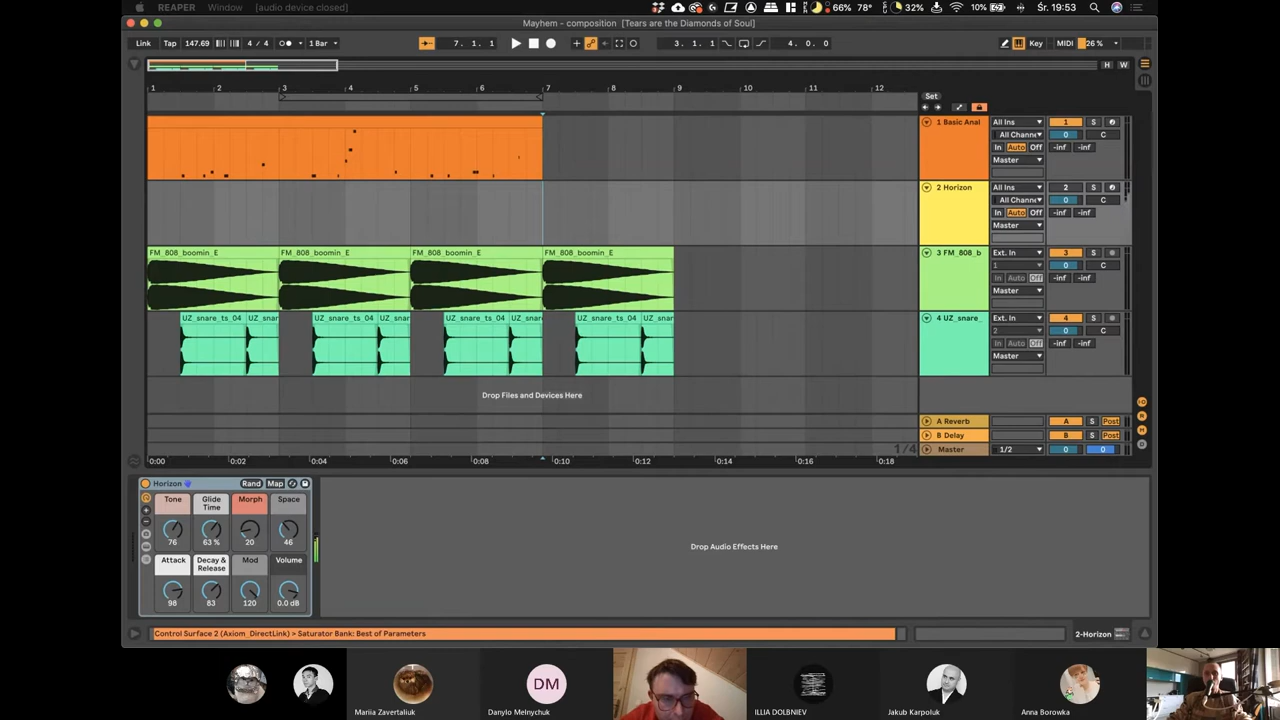 REAPER Window [audio device closed] 66% 78° 32% 10% Śr. 19:53
Mayhem - composition [Tears are the Diamonds of Soul]
Link Tap 147.69 4 / 4 1 Bar 7. 1. 1 3. 1. 1 4. 0. 0 Key MIDI 26 %
H W
1 2 3 4 5 6 7 8 9 10 11 12
Set
1 Basic Anal All Ins 1 S
All Channe 0 C
In Auto Off -inf -inf
Master
2 Horizon All Ins 2 S
All Channe 0 C
In Auto Off -inf -inf
Master
FM_808_boomin_E FM_808_boomin_E FM_808_boomin_E FM_808_boomin_E
3 FM_808_b Ext. In 3 S
1 0 C
In Auto Off -inf -inf
Master
UZ_snare_ts_04 UZ_snar UZ_snare_ts_04 UZ_snar UZ_snare_ts_04 UZ_snar UZ_snare_ts_04 UZ_snar
4 UZ_snare_ Ext. In 4 S
2 0 C
In Auto Off -inf -inf
Master
Drop Files and Devices Here
A Reverb A S Post
B Delay B S Post
1/4 Master 1/2 0 0
0:00 0:02 0:04 0:06 0:08 0:10 0:12 0:14 0:16 0:18
Horizon Rand Map
Tone Glide Time Morph Space
76 63 % 20 46
Attack Decay & Release Mod Volume
98 83 120 0.0 dB
Drop Audio Effects Here
Control Surface 2 (Axiom_DirectLink) > Saturator Bank: Best of Parameters
2-Horizon
DM
Mariia Zavertaliuk Danylo Melnychuk ILLIA DOLBNIEV Jakub Karpoluk Anna Borowka